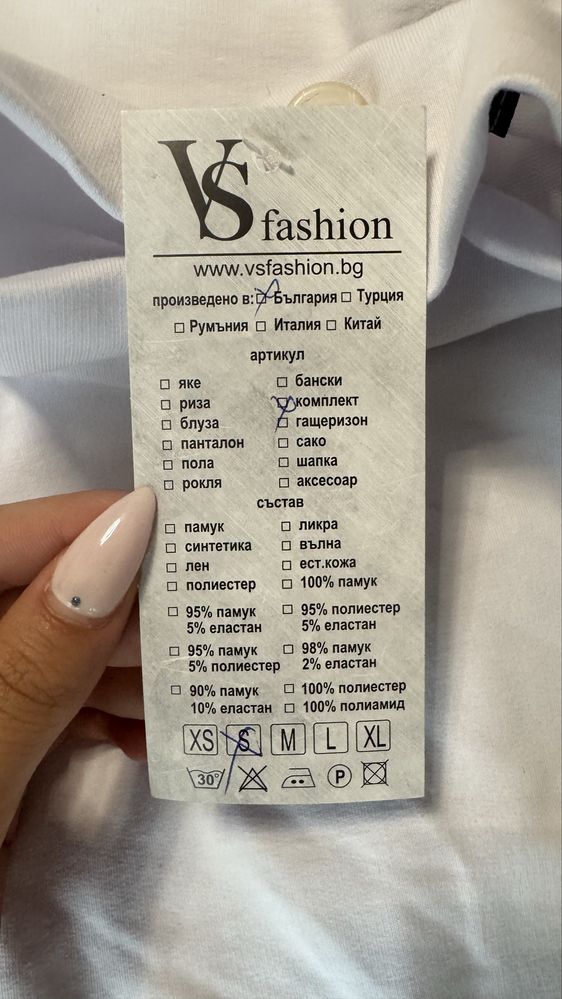 VS fashion
www.vsfashion.bg
произведено в: България Турция
Румъния Италия Китай
артикул
яке бански
риза комплект
блуза гащеризон
панталон сако
пола шапка
рокля аксесоар
състав
памук ликра
синтетика вълна
лен ест.кожа
полиестер 100% памук
95% памук 95% полиестер
5% еластан 5% еластан
95% памук 98% памук
5% полиестер 2% еластан
90% памук 100% полиестер
10% еластан 100% полиамид
XS S M L XL
30° P